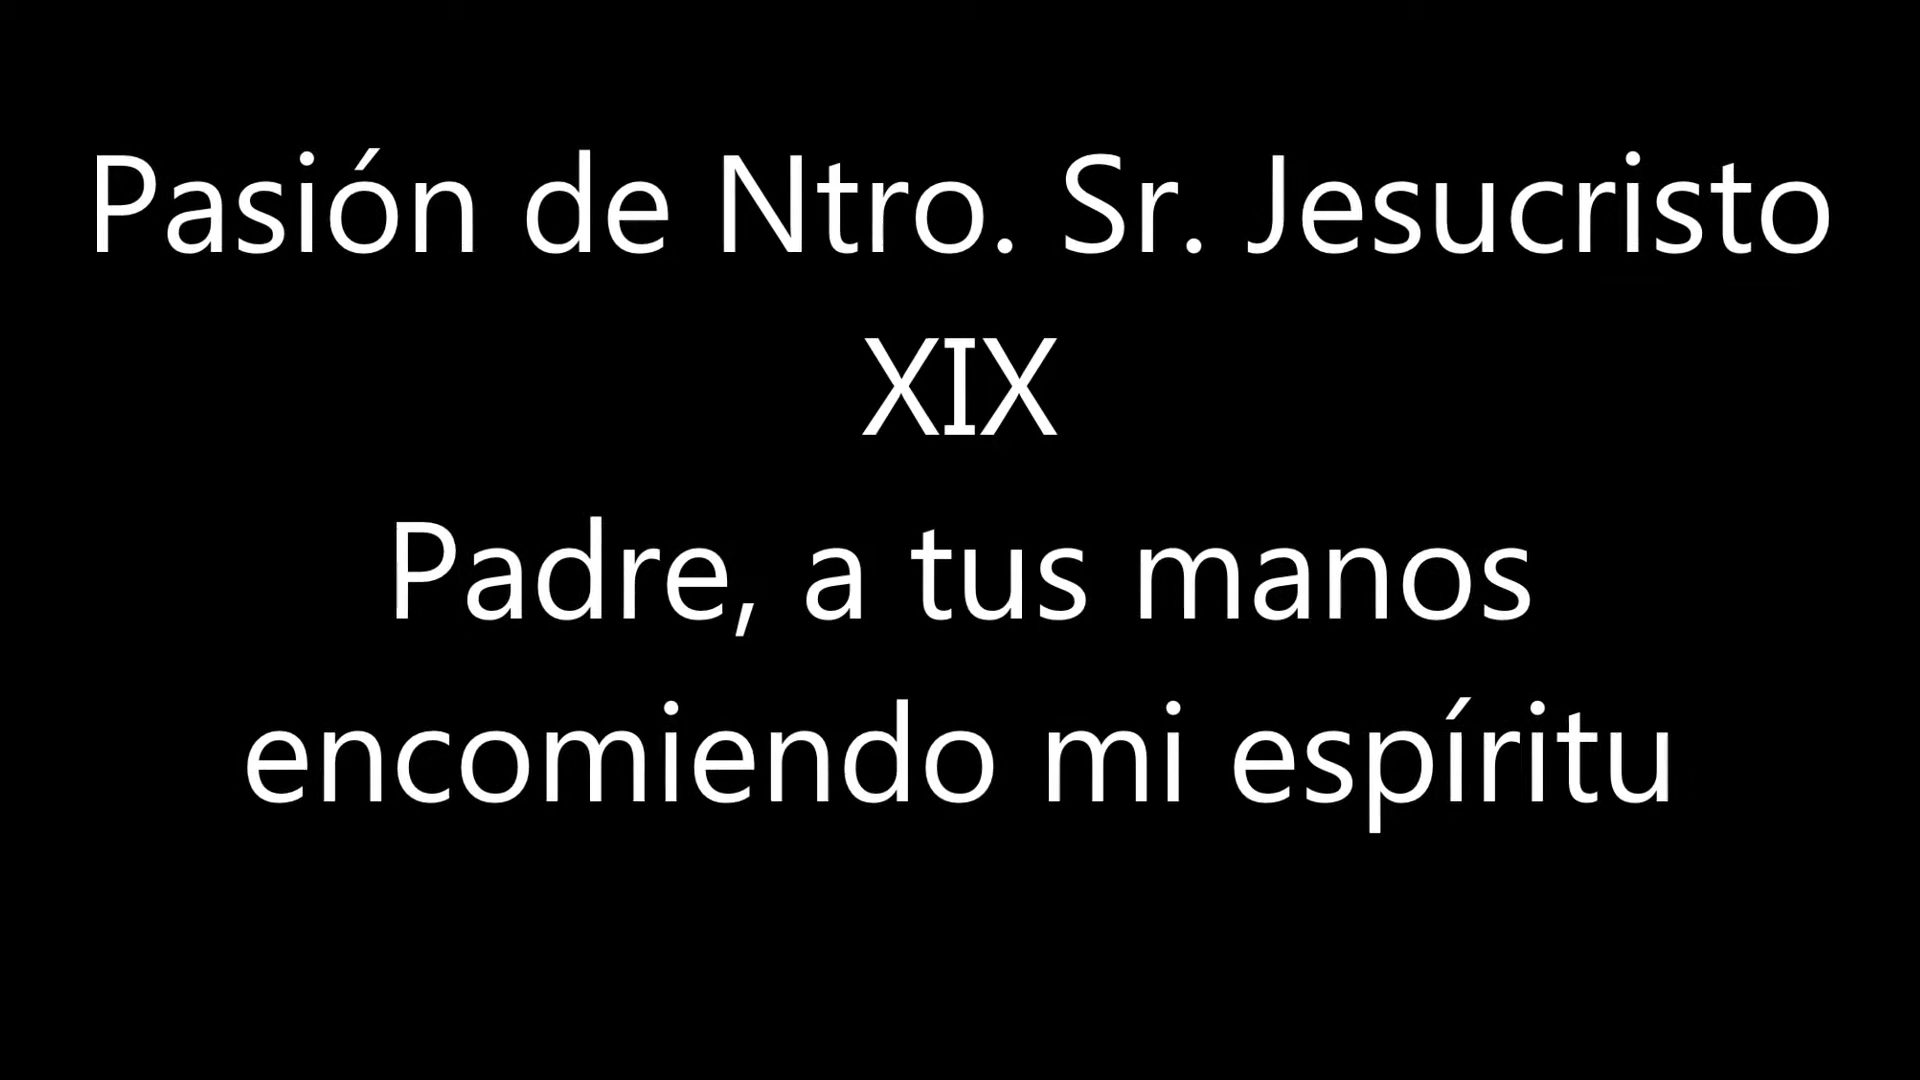 Pasión de Ntro. Sr. Jesucristo
XIX
Padre, a tus manos
encomiendo mi espíritu